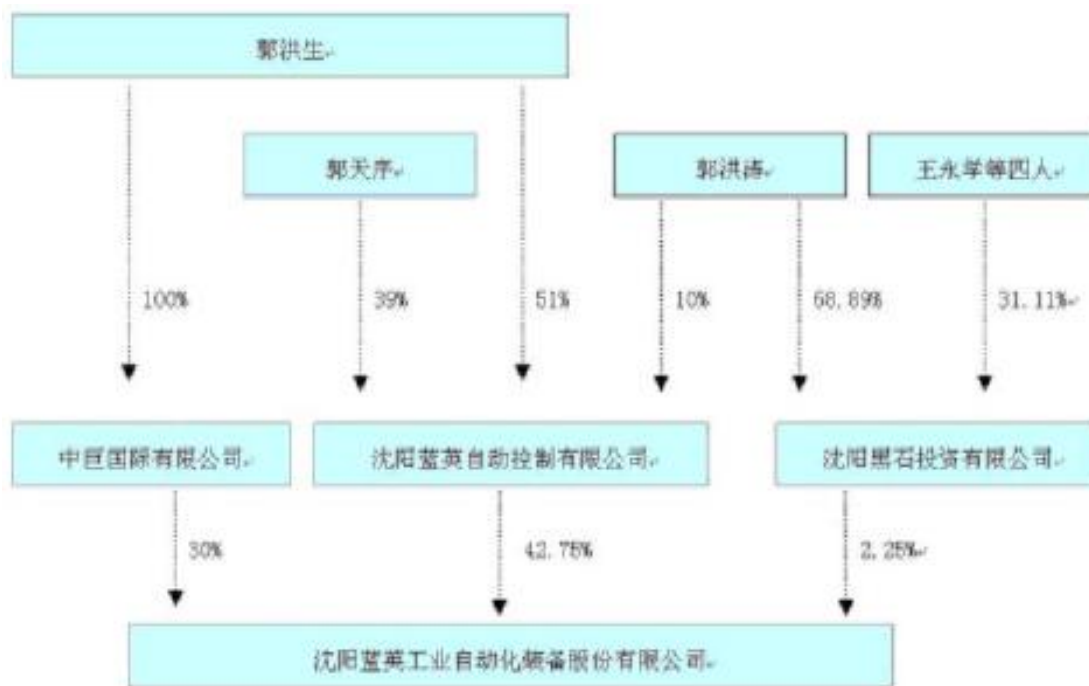 郭洪生
郭天序
郭洪涛
王永学等四人
100%
39%
51%
10%
68.89%
31.11%
中巨国际有限公司
沈阳蓝英自动控制有限公司
沈阳黑石投资有限公司
30%
42.75%
2.25%
沈阳蓝英工业自动化装备股份有限公司